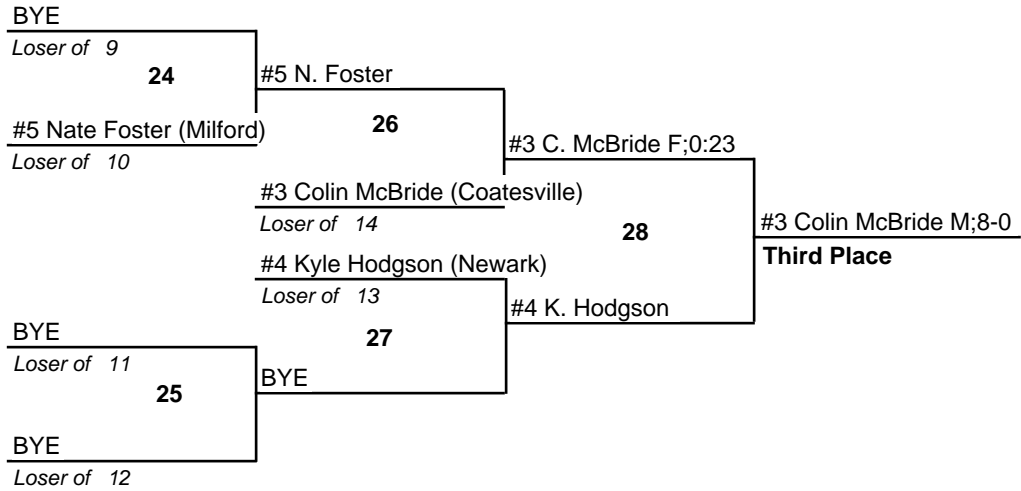 BYE
Loser of 9
24
#5 N. Foster
#5 Nate Foster (Milford)
Loser of 10
26
#3 C. McBride F;0:23
#3 Colin McBride (Coatesville)
Loser of 14
28
#3 Colin McBride M;8-0
Third Place
#4 Kyle Hodgson (Newark)
Loser of 13
27
#4 K. Hodgson
BYE
Loser of 11
25
BYE
BYE
Loser of 12